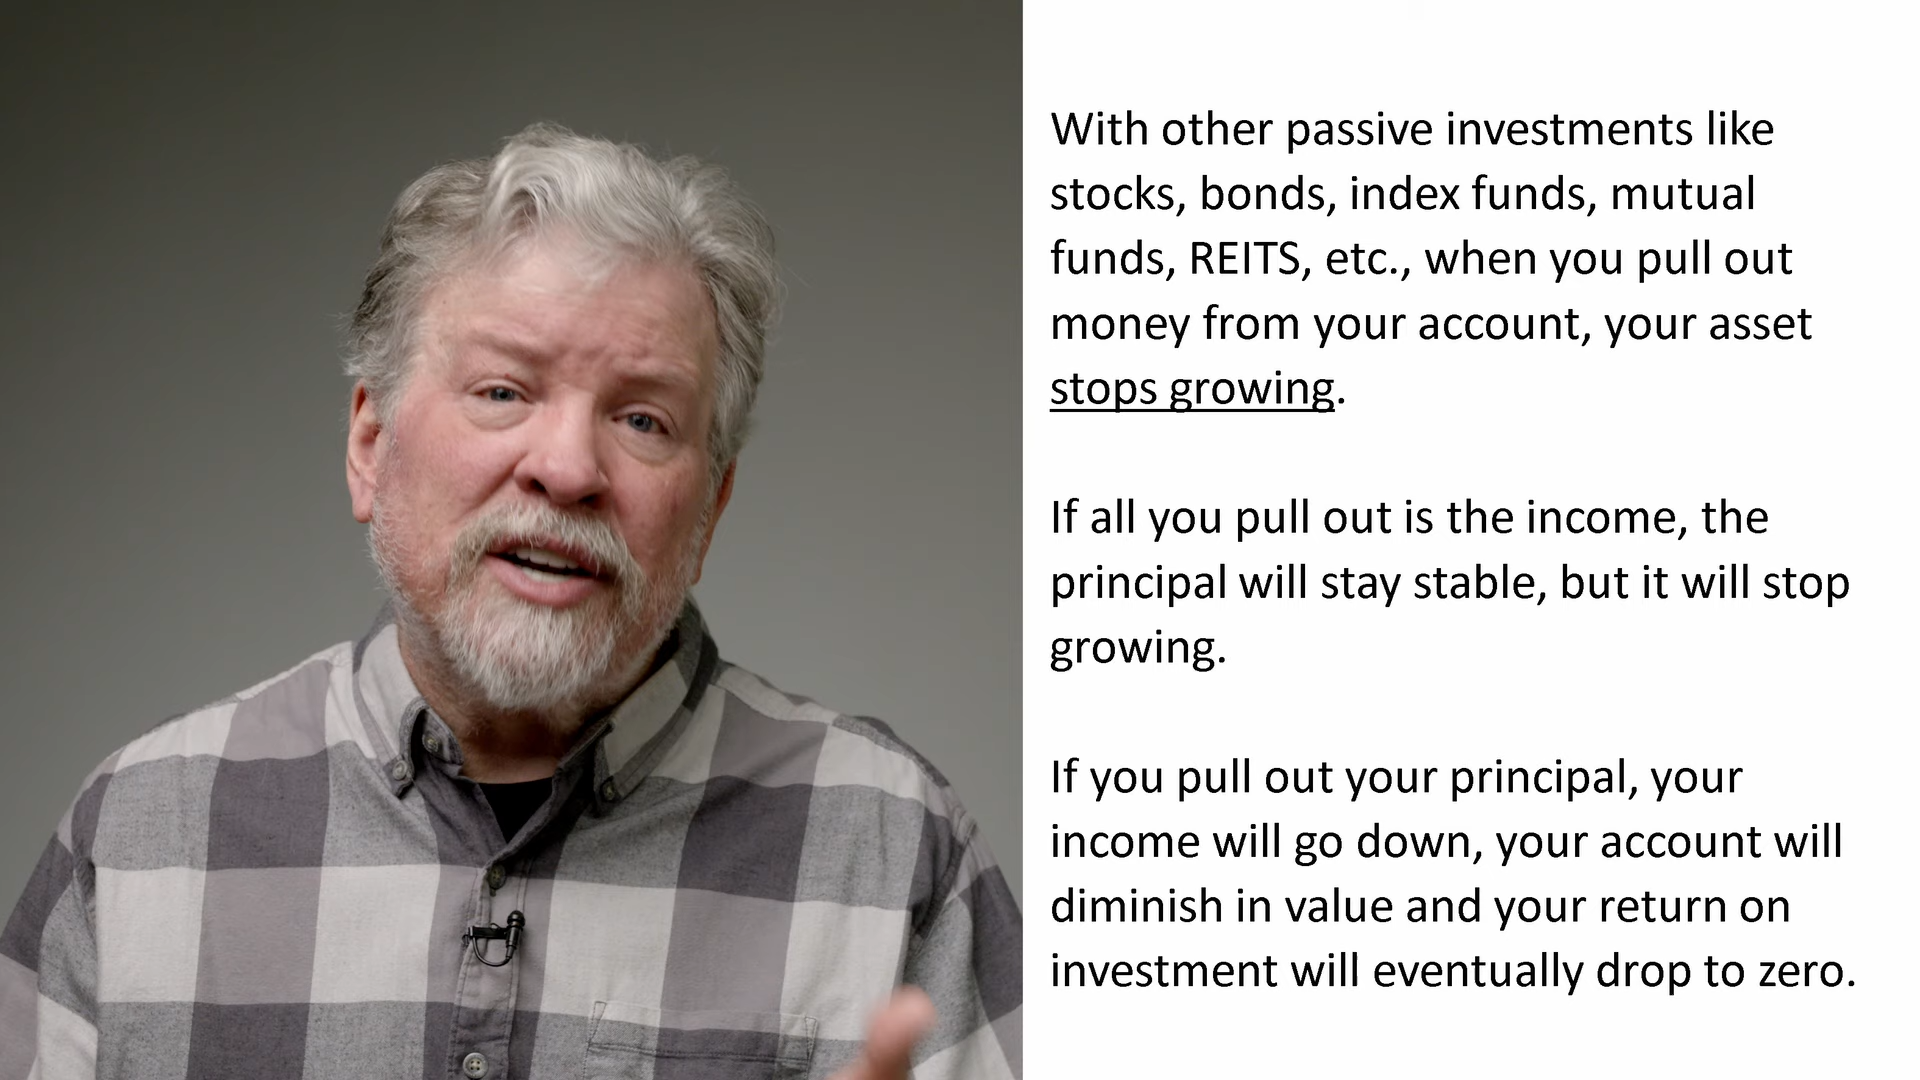 With other passive investments like
stocks, bonds, index funds, mutual
funds, REITS, etc., when you pull out
money from your account, your asset
stops growing.
If all you pull out is the income, the
principal will stay stable, but it will stop
growing.
If you pull out your principal, your
income will go down, your account will
diminish in value and your return on
investment will eventually drop to zero.